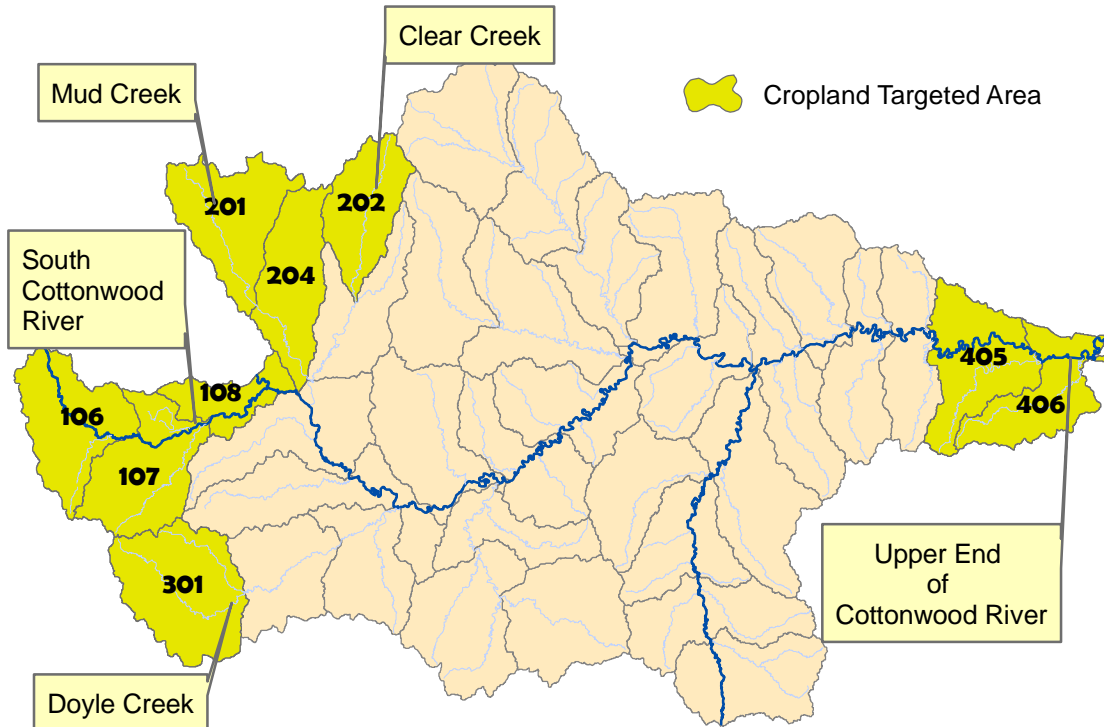 Clear Creek
Mud Creek
Cropland Targeted Area
201
202
204
South
Cottonwood
River
108
106
107
301
405
406
Upper End
of
Cottonwood River
Doyle Creek